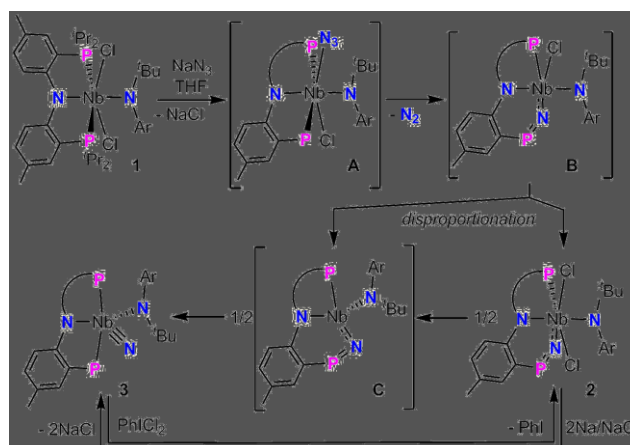 ⁱPr₂
P Cl ᵗBu
N Nb N
Ar
Cl
P
Pr₂
1
NaN₃
THF
- NaCl
N₃
P
ᵗBu
N Nb N
Ar
Cl
P
A
- N₂
P
Cl ᵗBu
N Nb N
Ar
P N
B
disproportionation
P
Ar
N
N Nb ᵗBu
N
P
3
1/2
P
Ar
N
N Nb ᵗBu
N
P
C
1/2
P
Cl ᵗBu
N Nb N
Ar
P N
Cl
2
- 2NaCl
PhICl₂
- PhI
2Na/NaC